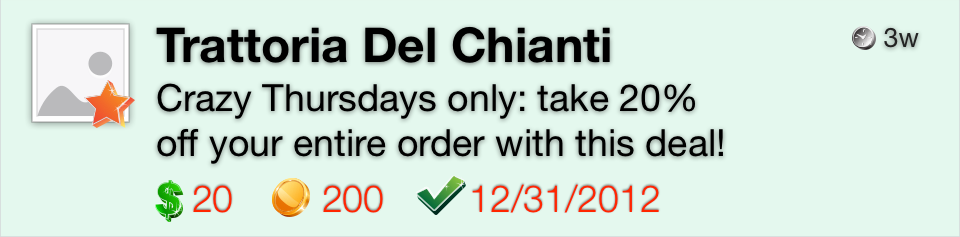 Trattoria Del Chianti
3w
Crazy Thursdays only: take 20%
off your entire order with this deal!
$ 20 200 12/31/2012